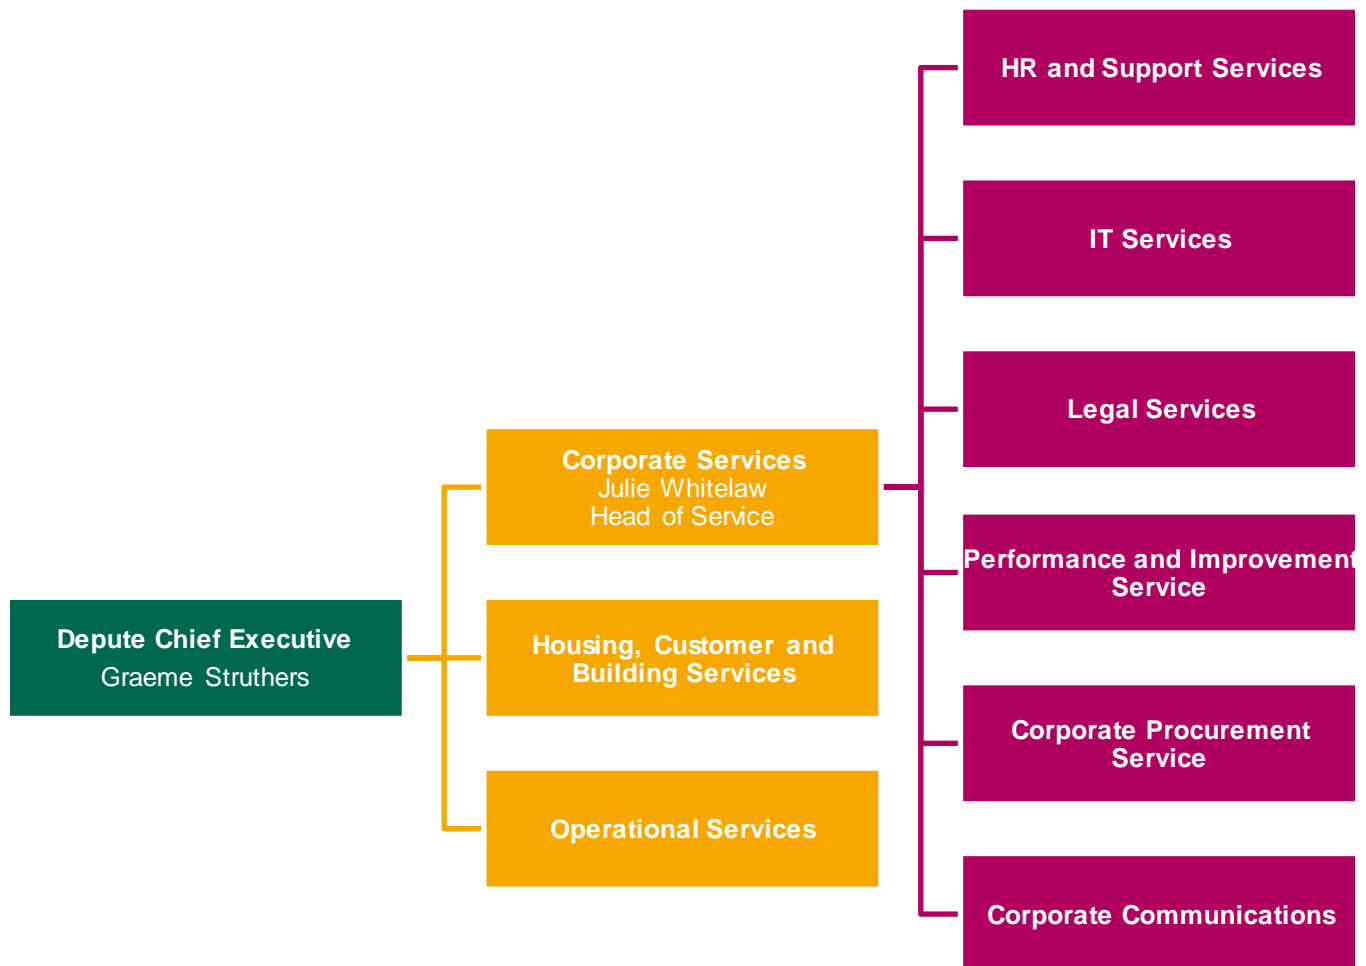 HR and Support Services
IT Services
Legal Services
Corporate Services
Julie Whitelaw
Head of Service
Performance and Improvement
Service
Depute Chief Executive
Graeme Struthers
Housing, Customer and
Building Services
Corporate Procurement
Service
Operational Services
Corporate Communications